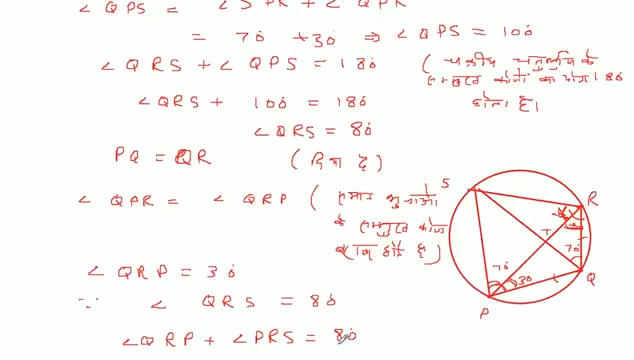 ∠QPS = ∠SPR + ∠QPR
= 70° + 30° ⇒ ∠QPS = 100°
∠QRS + ∠QPS = 180° (चक्रीय चतुर्भुज के
सम्मुख कोणों का योग 180
होता है।
∠QRS + 100° = 180°
∠QRS = 80°
PQ = QR (दिया है)
∠QPR = ∠QRP (समान भुजाओं
के सम्मुख कोण
होते हैं)
∠QRP = 30°
∵ ∠QRS = 80°
∠QRP + ∠PRS = 80°
S
R
T
70
Q
70
30
P